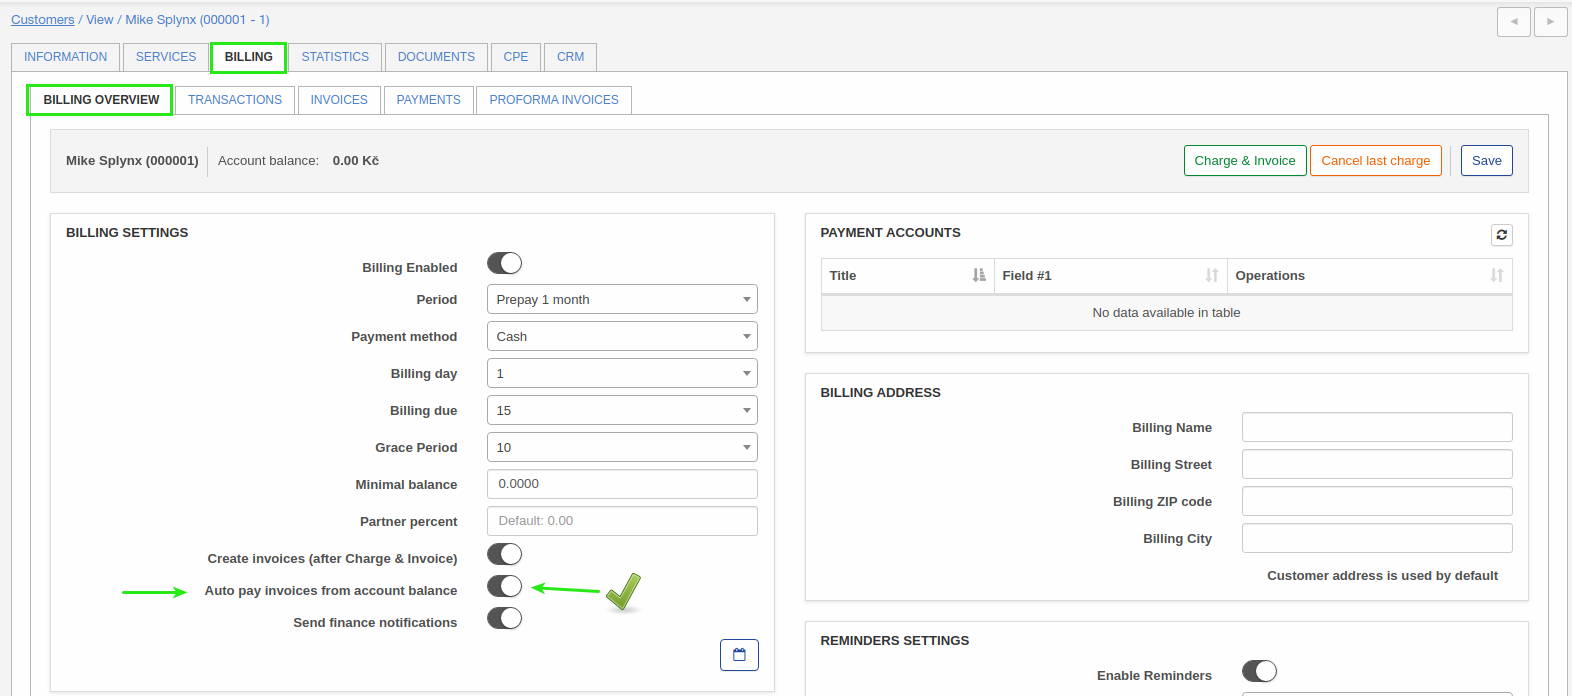 Customers / View / Mike Splynx (000001 - 1)
INFORMATION SERVICES BILLING STATISTICS DOCUMENTS CPE CRM
BILLING OVERVIEW TRANSACTIONS INVOICES PAYMENTS PROFORMA INVOICES
Mike Splynx (000001) Account balance: 0.00 Kč Charge & Invoice Cancel last charge Save
BILLING SETTINGS
Billing Enabled
Period Prepay 1 month
Payment method Cash
Billing day 1
Billing due 15
Grace Period 10
Minimal balance 0.0000
Partner percent Default: 0.00
Create invoices (after Charge & Invoice)
Auto pay invoices from account balance
Send finance notifications
PAYMENT ACCOUNTS
Title Field #1 Operations
No data available in table
BILLING ADDRESS
Billing Name
Billing Street
Billing ZIP code
Billing City
Customer address is used by default
REMINDERS SETTINGS
Enable Reminders